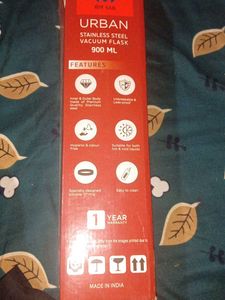 URBAN
STAINLESS STEEL
VACUUM FLASK
900 ML
FEATURES
Inner & Outer Body
made of Premium
Quality Stainless
steel
Unbreakable &
Leak-proof
Hygienic & odour
Free
Suitable for both
hot & cold liquids
Specially designed
silicone O'ring
Easy to clean
1 YEAR
WARRANTY
MADE IN INDIA